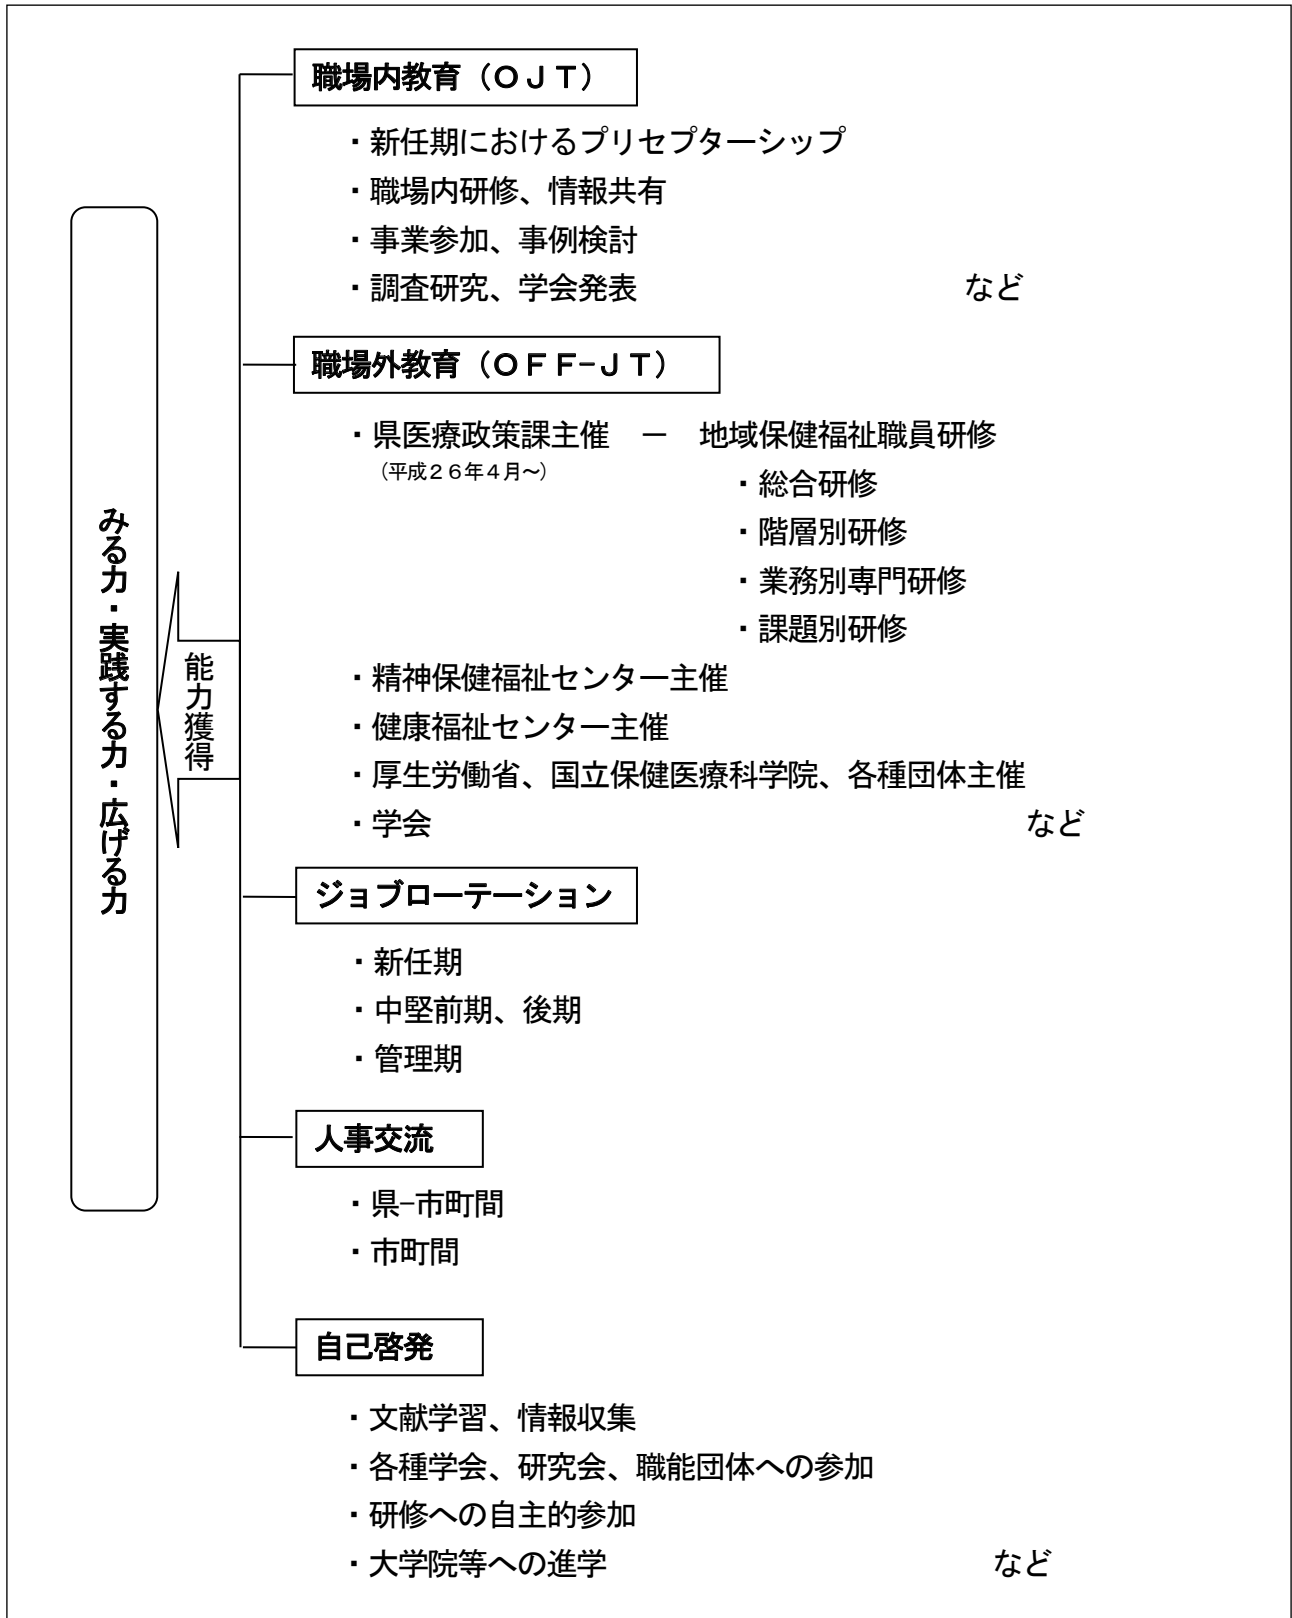 職場内教育（ＯＪＴ）
・新任期におけるプリセプターシップ
・職場内研修、情報共有
・事業参加、事例検討
・調査研究、学会発表　など
職場外教育（ＯＦＦ-ＪＴ）
・県医療政策課主催　－　地域保健福祉職員研修
（平成２６年４月～）
・総合研修
・階層別研修
・業務別専門研修
・課題別研修
・精神保健福祉センター主催
・健康福祉センター主催
・厚生労働省、国立保健医療科学院、各種団体主催
・学会　など
ジョブローテーション
・新任期
・中堅前期、後期
・管理期
人事交流
・県-市町間
・市町間
自己啓発
・文献学習、情報収集
・各種学会、研究会、職能団体への参加
・研修への自主的参加
・大学院等への進学　など
能力獲得
みる力・実践する力・広げる力